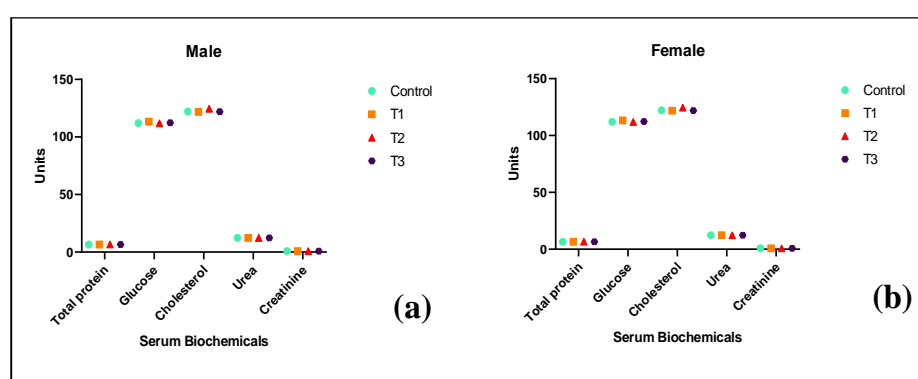 Male
150
100
50
0
Units
Total protein
Glucose
Cholesterol
Urea
Creatinine
Serum Biochemicals
Control
T1
T2
T3
(a)
Female
150
100
50
0
Units
Total protein
Glucose
Cholesterol
Urea
Creatinine
Serum Biochemicals
Control
T1
T2
T3
(b)